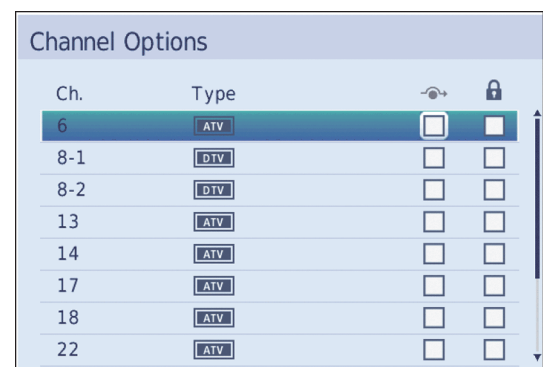 Channel Options
Ch. Type
6 ATV
8-1 DTV
8-2 DTV
13 ATV
14 ATV
17 ATV
18 ATV
22 ATV